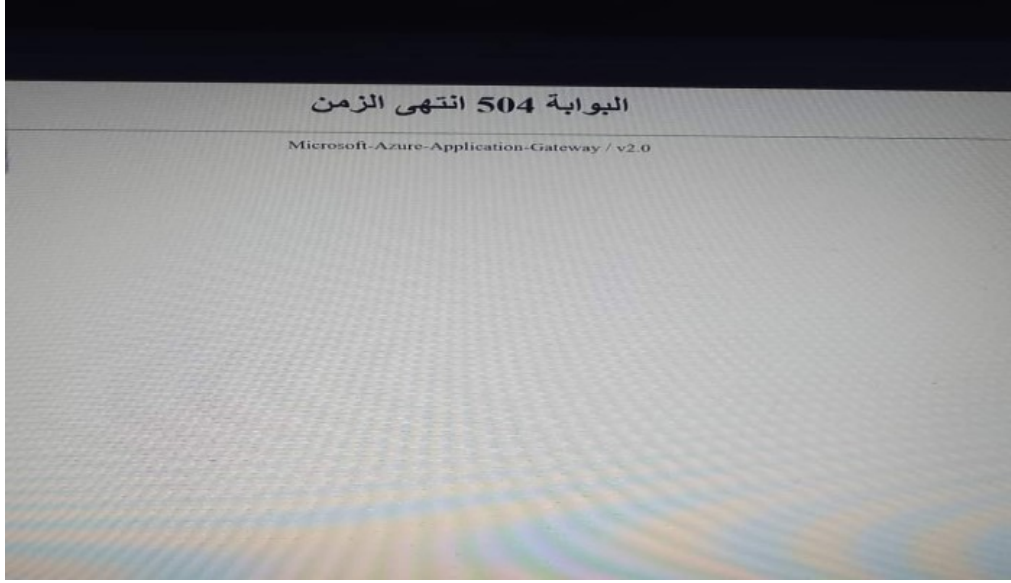 البوابة 504 انتهى الزمن
Microsoft-Azure-Application-Gateway / v2.0